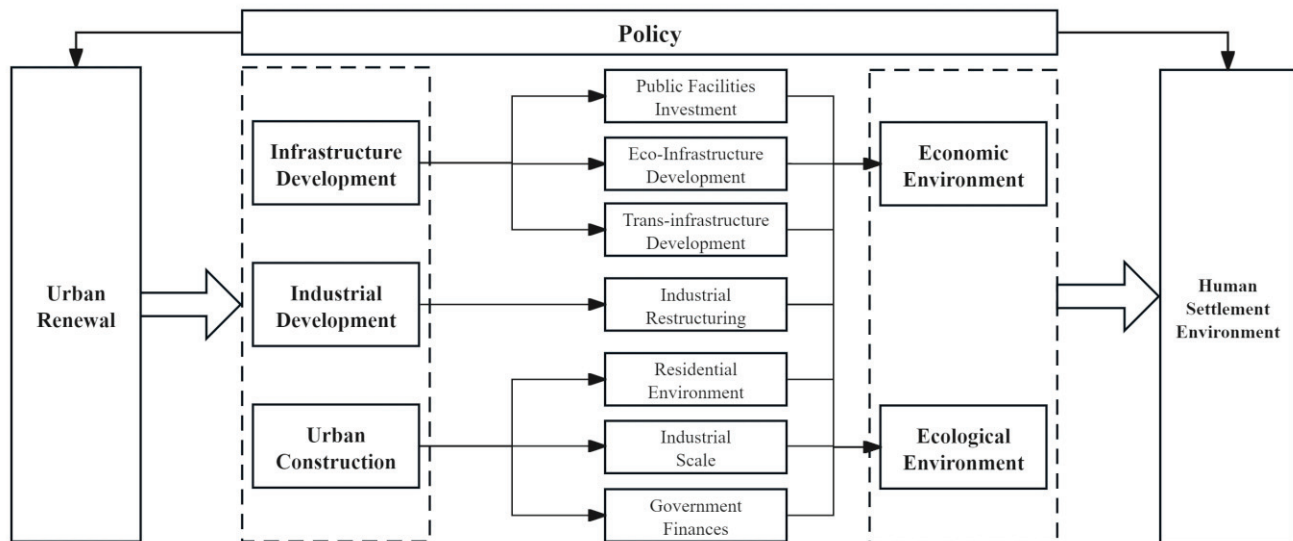 Policy
Urban
Renewal
Infrastructure
Development
Industrial
Development
Urban
Construction
Public Facilities
Investment
Eco-Infrastructure
Development
Trans-infrastructure
Development
Industrial
Restructuring
Residential
Environment
Industrial
Scale
Government
Finances
Economic
Environment
Ecological
Environment
Human
Settlement
Environment